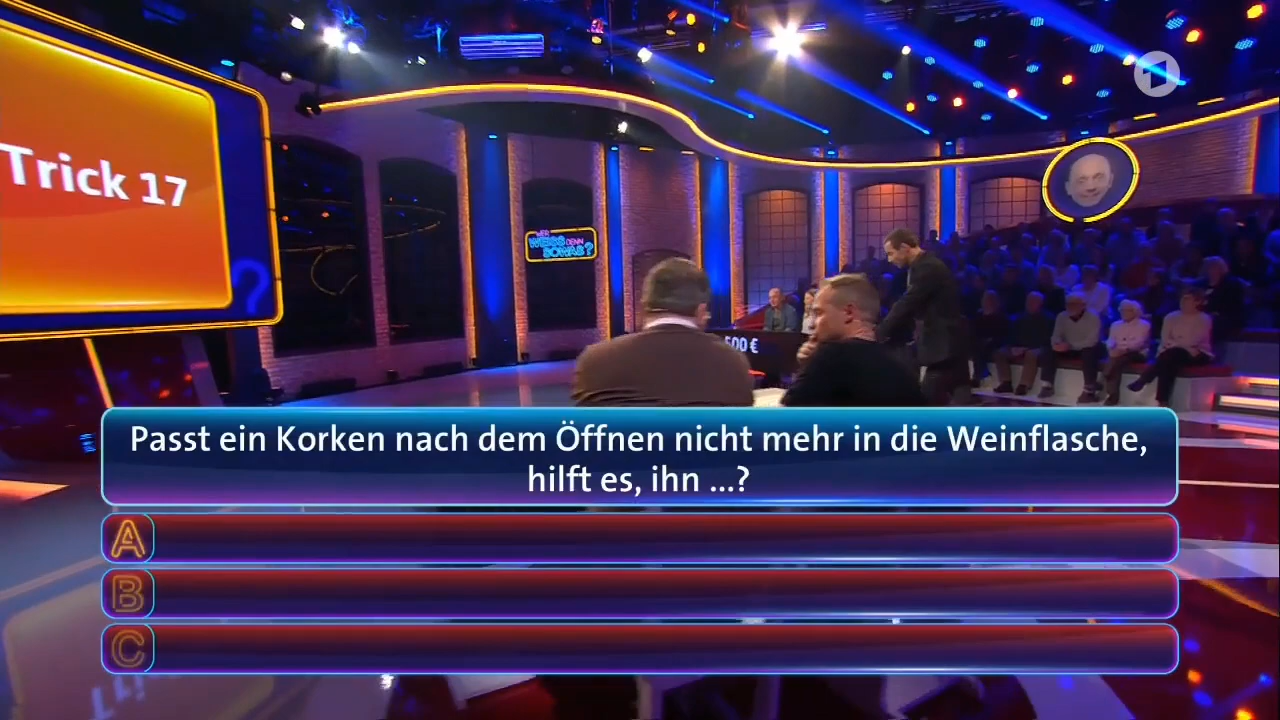 1
Trick 17
?
WER
WEISS DENN
SOWAS?
500 €
Passt ein Korken nach dem Öffnen nicht mehr in die Weinflasche,
hilft es, ihn ...?
A
B
C